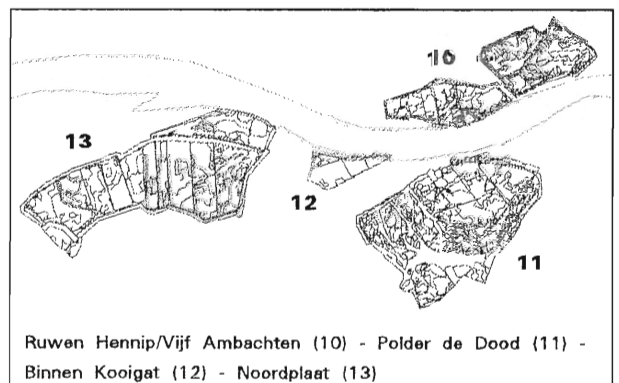 10
13
12
11
Ruwen Hennip/Vijf Ambachten (10) - Polder de Dood (11) -
Binnen Kooigat (12) - Noordplaat (13)